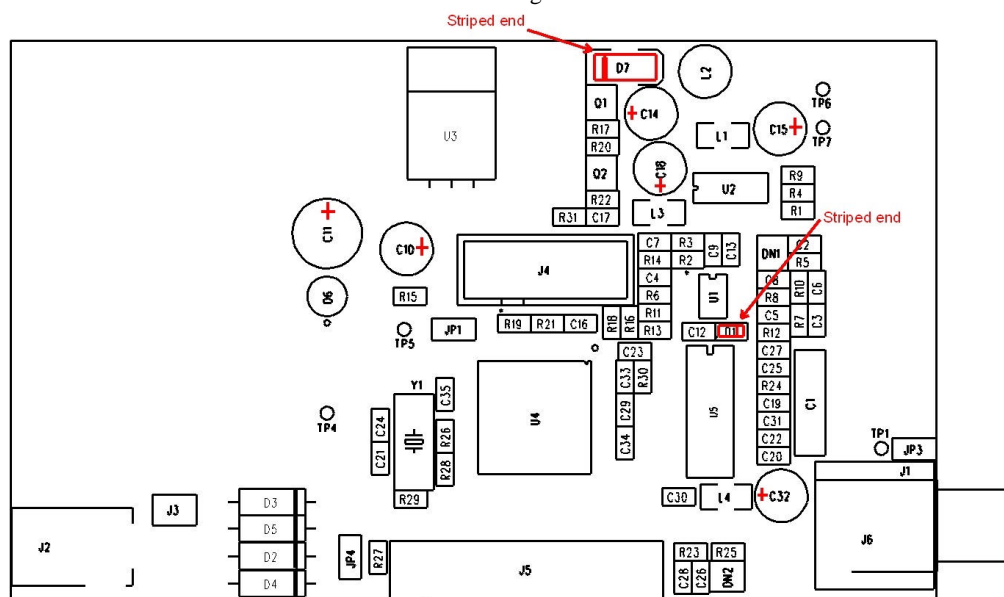 Striped end
D7
L2
TP6
Q1
C14
U3
R17
L1
C15
TP7
R20
Q2
C18
U2
R9
R4
R22
R1
R31
C17
L3
Striped end
C11
C10
C7
R3
C9
C13
DN1
C2
R14
R2
R5
J4
C4
C8
R10
C6
D6
R15
R6
U1
R8
R11
C5
R7
C3
TP5
JP1
R19
R21
C16
R18
R16
R13
C12
D1
R12
C23
C27
Y1
C35
C33
R30
C25
R24
U4
U5
C1
TP4
C24
R26
C29
C19
C31
C21
R28
C34
C22
TP1
JP3
C20
J1
R29
C30
L4
C32
D3
J3
D5
J2
D2
JP4
R27
J5
R23
R25
J6
D4
C28
C26
DN2